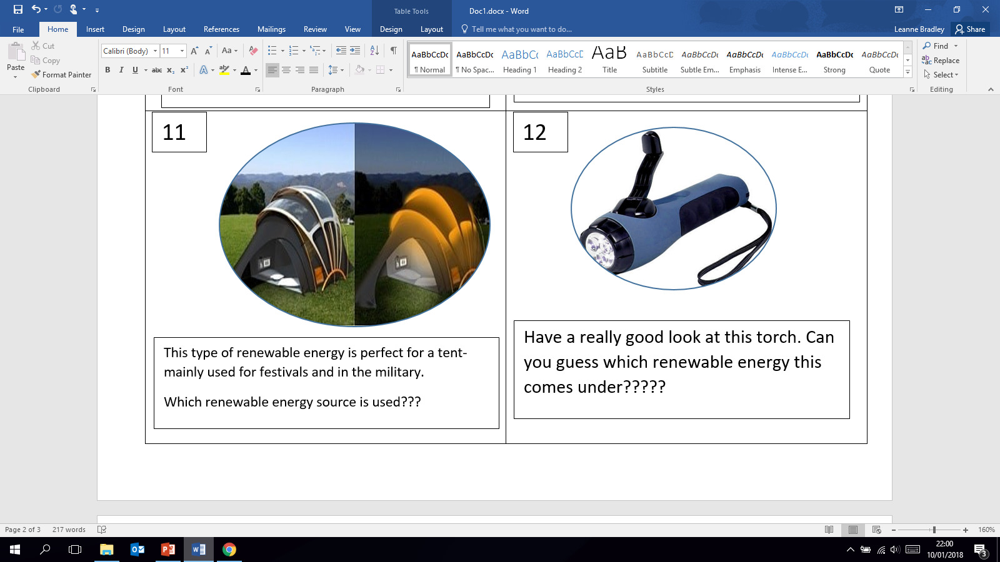 Doc1.docx - Word
Table Tools
File Home Insert Design Layout References Mailings Review View Design Layout Tell me what you want to do... Leanne Bradley Share
Paste
Cut
Copy
Format Painter
Clipboard
Calibri (Body) 11
Font
Paragraph
AaBbCcDc AaBbCcDc AaBbCc AaBbCcD AaB AaBbCcD AaBbCcDc AaBbCcDc AaBbCcDc AaBbCcDc AaBbCcDc
¶ Normal ¶ No Spac... Heading 1 Heading 2 Title Subtitle Subtle Em... Emphasis Intense E... Strong Quote
Styles
Find
Replace
Select
Editing
11
This type of renewable energy is perfect for a tent-
mainly used for festivals and in the military.
Which renewable energy source is used???
12
Have a really good look at this torch. Can
you guess which renewable energy this
comes under?????
Page 2 of 3 217 words 160%
22:00
10/01/2018
3